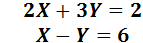 2X + 3Y = 2
X − Y = 6